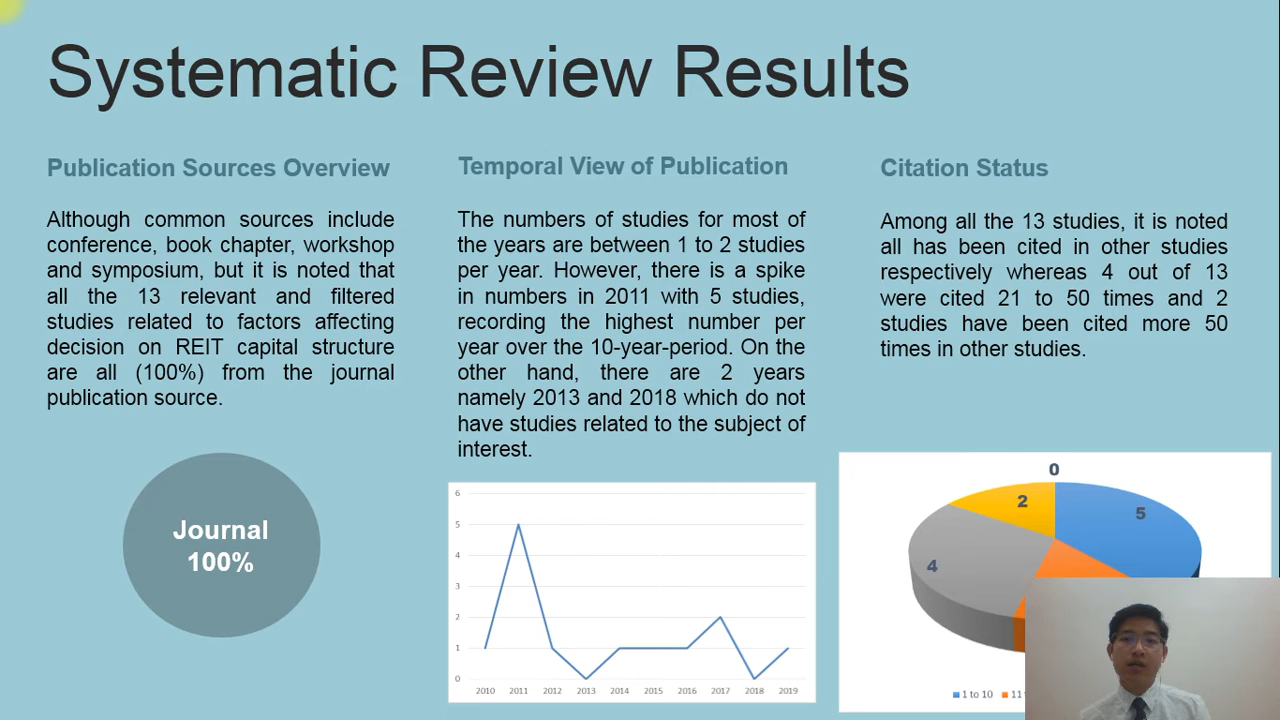 Systematic Review Results
Publication Sources Overview
Although common sources include
conference, book chapter, workshop
and symposium, but it is noted that
all the 13 relevant and filtered
studies related to factors affecting
decision on REIT capital structure
are all (100%) from the journal
publication source.
Journal
100%
Temporal View of Publication
The numbers of studies for most of
the years are between 1 to 2 studies
per year. However, there is a spike
in numbers in 2011 with 5 studies,
recording the highest number per
year over the 10-year-period. On the
other hand, there are 2 years
namely 2013 and 2018 which do not
have studies related to the subject of
interest.
6
5
4
3
2
1
0
2010 2011 2012 2013 2014 2015 2016 2017 2018 2019
Citation Status
Among all the 13 studies, it is noted
all has been cited in other studies
respectively whereas 4 out of 13
were cited 21 to 50 times and 2
studies have been cited more 50
times in other studies.
0
2
5
4
1 to 10 11